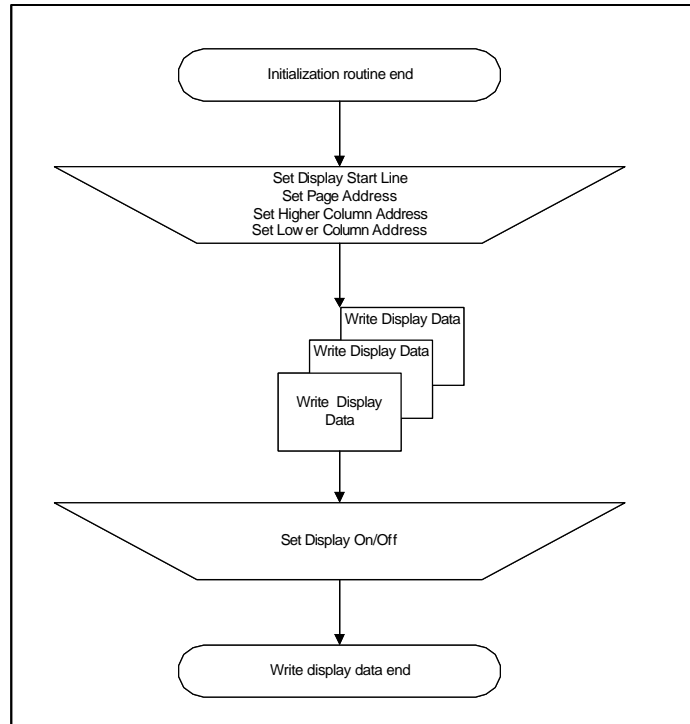 Initialization routine end
Set Display Start Line
Set Page Address
Set Higher Column Address
Set Lower Column Address
Write Display Data
Write Display Data
Write Display
Data
Set Display On/Off
Write display data end